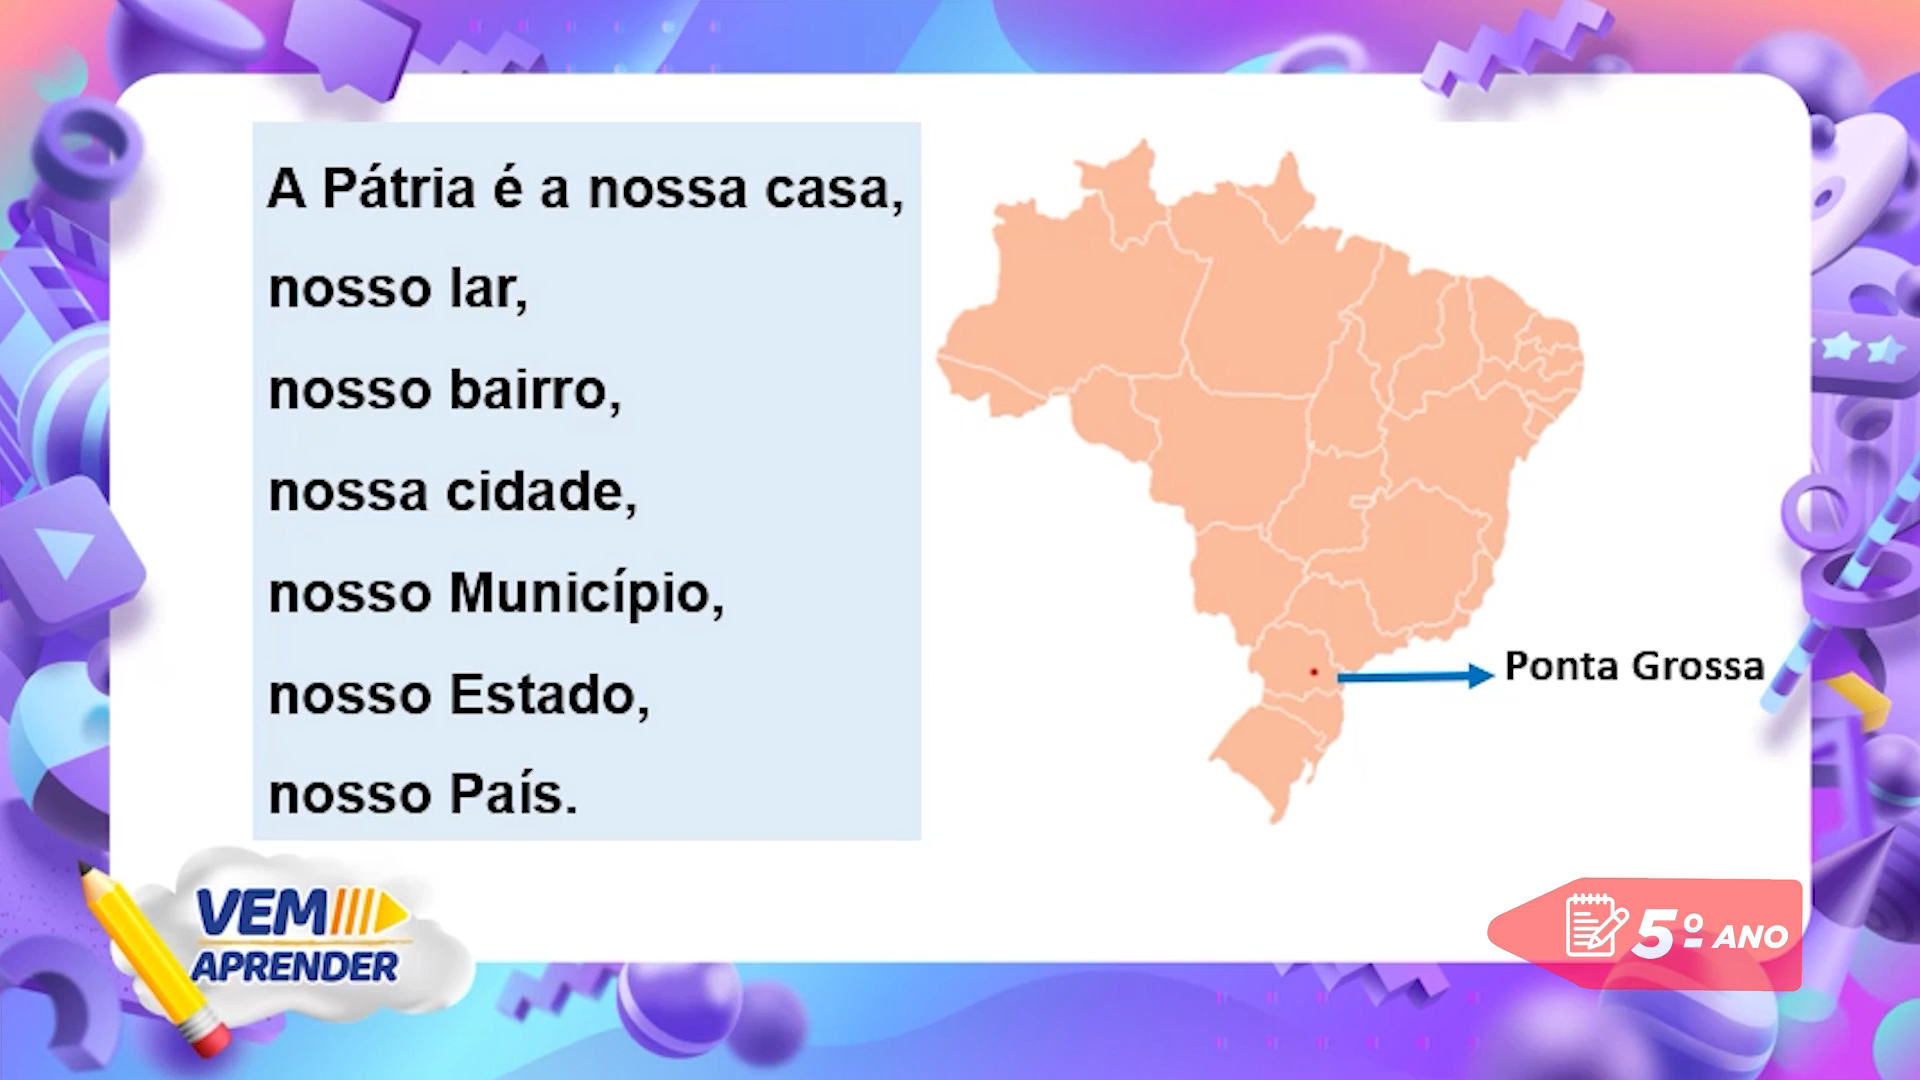 A Pátria é a nossa casa,
nosso lar,
nosso bairro,
nossa cidade,
nosso Município,
nosso Estado,
nosso País.
Ponta Grossa
VEM
APRENDER
5º ANO